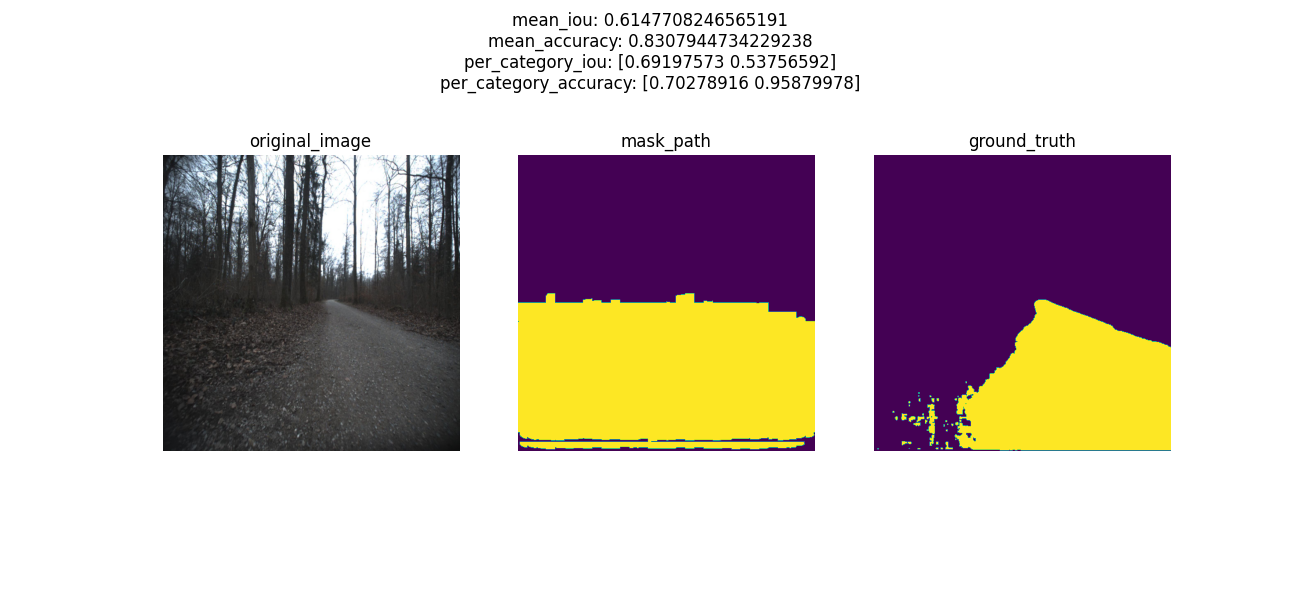 mean_iou: 0.6147708246565191
mean_accuracy: 0.8307944734229238
per_category_iou: [0.69197573 0.53756592]
per_category_accuracy: [0.70278916 0.95879978]
original_image
mask_path
ground_truth